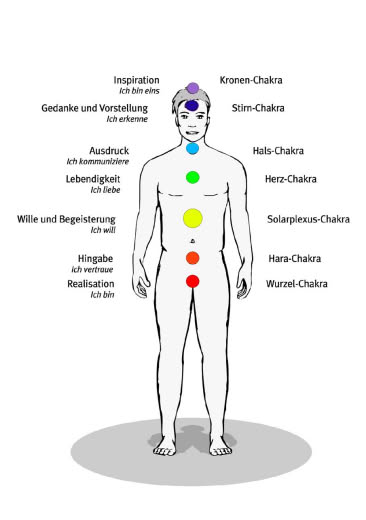 Inspiration
Ich bin eins
Kronen-Chakra
Gedanke und Vorstellung
Ich erkenne
Stirn-Chakra
Ausdruck
Ich kommuniziere
Hals-Chakra
Lebendigkeit
Ich liebe
Herz-Chakra
Wille und Begeisterung
Ich will
Solarplexus-Chakra
Hingabe
Ich vertraue
Hara-Chakra
Realisation
Ich bin
Wurzel-Chakra